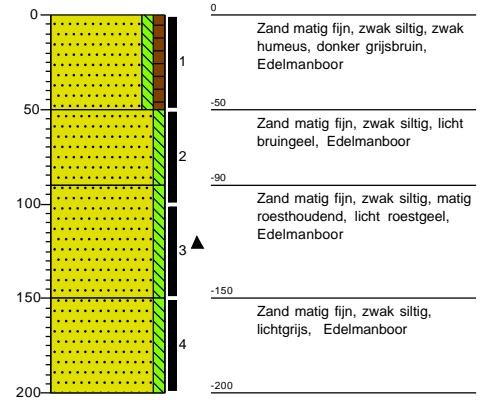 0
50
100
150
200
1
2
3
4
0
Zand matig fijn, zwak siltig, zwak
humeus, donker grijsbruin,
Edelmanboor
-50
Zand matig fijn, zwak siltig, licht
bruingeel, Edelmanboor
-90
Zand matig fijn, zwak siltig, matig
roesthoudend, licht roestgeel,
Edelmanboor
-150
Zand matig fijn, zwak siltig,
lichtgrijs, Edelmanboor
-200